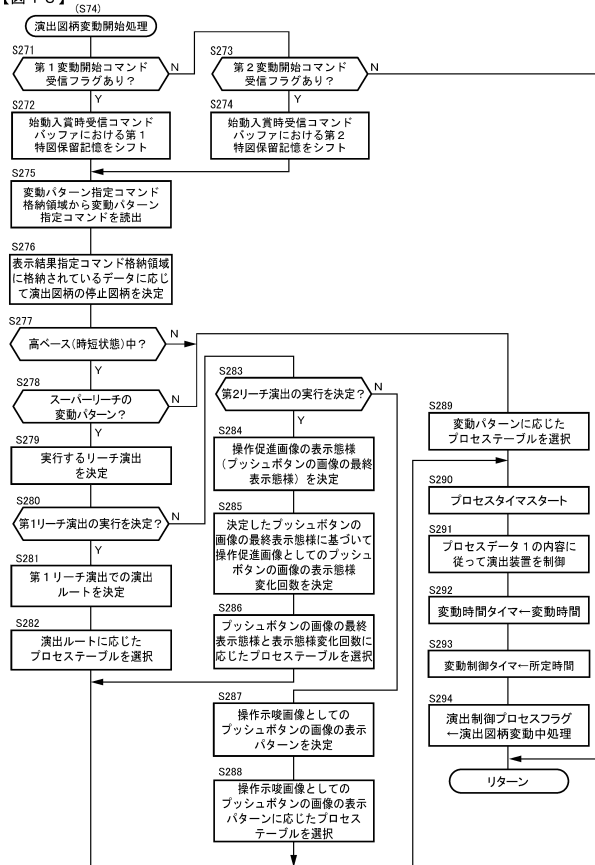 (S74)
演出図柄変動開始処理
S271
第1変動開始コマンド
受信フラグあり?
N
Y
S272
始動入賞時受信コマンド
バッファにおける第1
特図保留記憶をシフト
S273
第2変動開始コマンド
受信フラグあり?
N
Y
S274
始動入賞時受信コマンド
バッファにおける第2
特図保留記憶をシフト
S275
変動パターン指定コマンド
格納領域から変動パターン
指定コマンドを読出
S276
表示結果指定コマンド格納領域
に格納されているデータに応じ
て演出図柄の停止図柄を決定
S277
高ベース(時短状態)中?
N
Y
S278
スーパーリーチの
変動パターン?
N
Y
S279
実行するリーチ演出
を決定
S280
第1リーチ演出の実行を決定?
N
Y
S281
第1リーチ演出での演出
ルートを決定
S282
演出ルートに応じた
プロセステーブルを選択
S283
第2リーチ演出の実行を決定?
N
Y
S284
操作促進画像の表示態様
(プッシュボタンの画像の最終
表示態様)を決定
S285
決定したプッシュボタンの
画像の最終表示態様に基づいて
操作促進画像としてのプッシュ
ボタンの画像の表示態様
変化回数を決定
S286
プッシュボタンの画像の最終
表示態様と表示態様変化回数に
応じたプロセステーブルを選択
S287
操作示唆画像としての
プッシュボタンの画像の表示
パターンを決定
S288
操作示唆画像としての
プッシュボタンの画像の表示
パターンに応じたプロセス
テーブルを選択
S289
変動パターンに応じた
プロセステーブルを選択
S290
プロセスタイマスタート
S291
プロセスデータ1の内容に
従って演出装置を制御
S292
変動時間タイマ←変動時間
S293
変動制御タイマ←所定時間
S294
演出制御プロセスフラグ
←演出図柄変動中処理
リターン